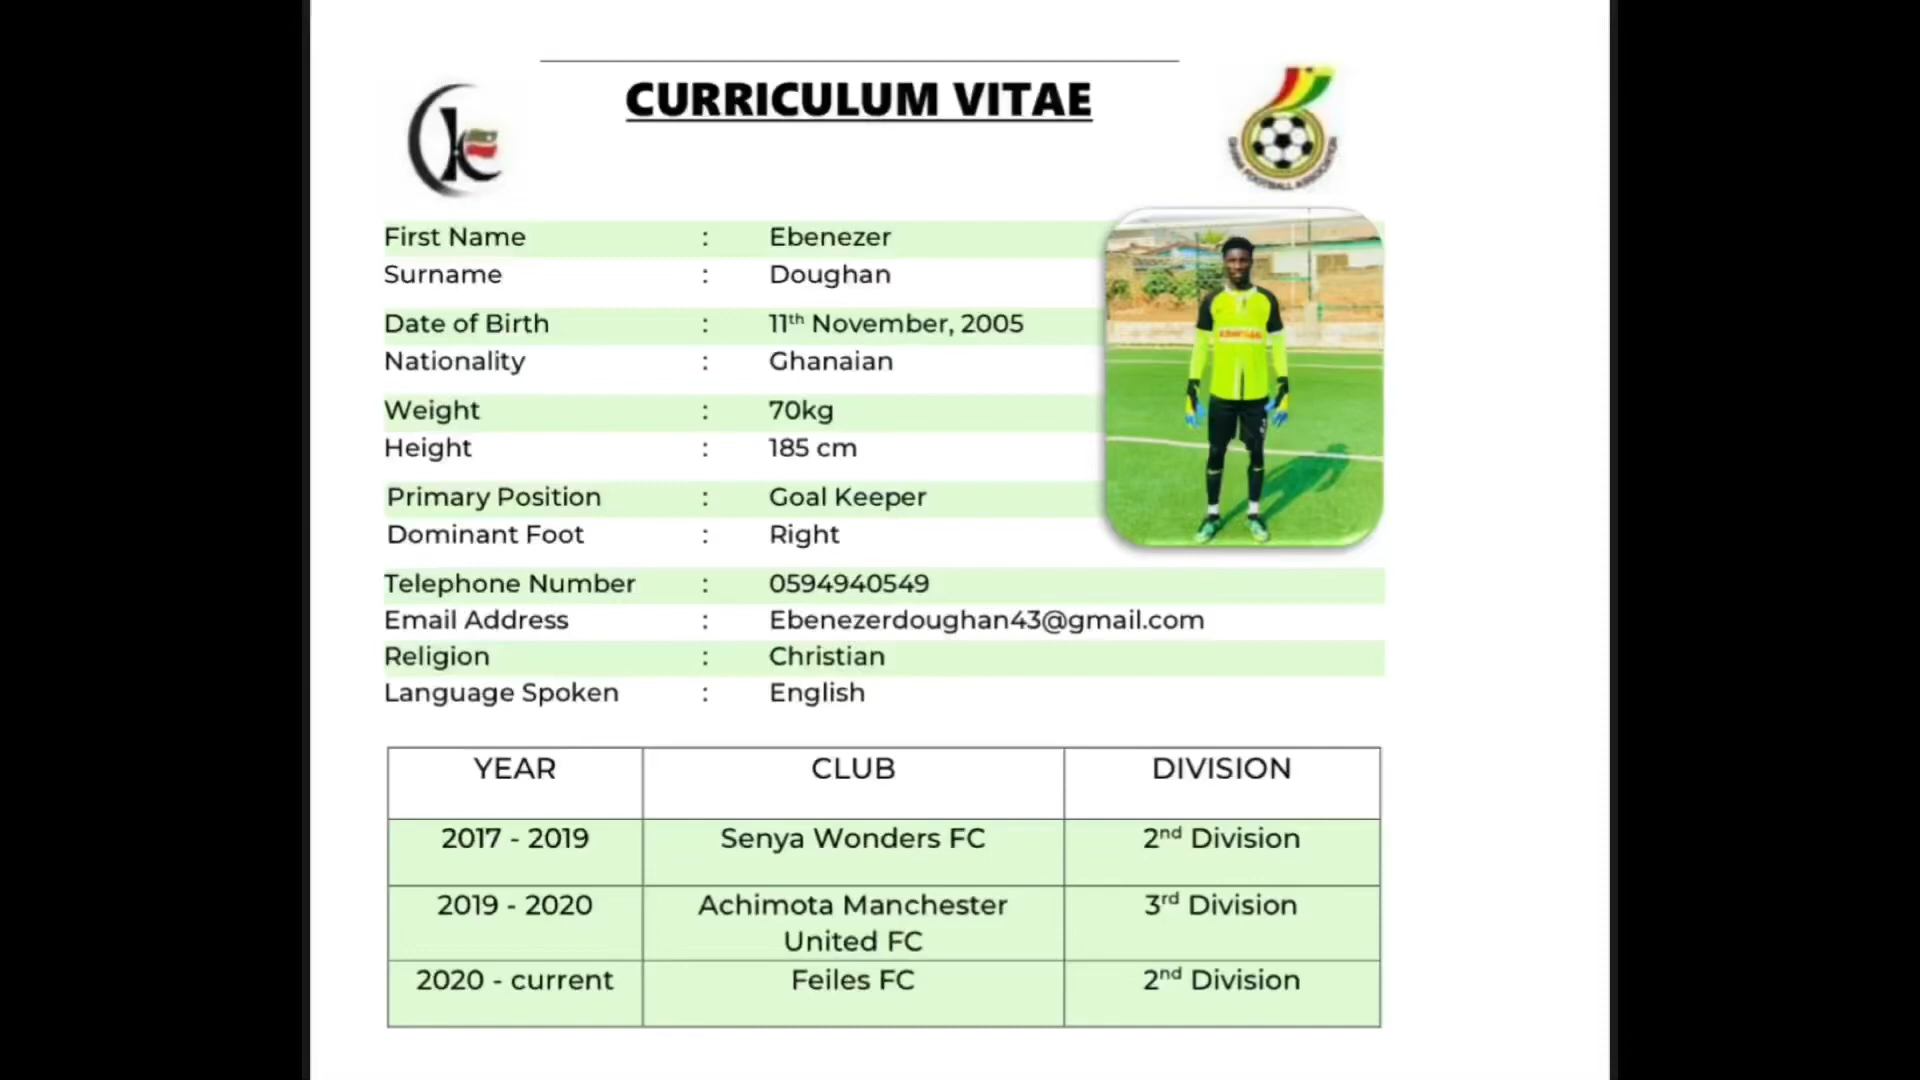 CURRICULUM VITAE
GHANA FOOTBALL ASSOCIATION
First Name : Ebenezer
Surname : Doughan
Date of Birth : 11th November, 2005
Nationality : Ghanaian
Weight : 70kg
Height : 185 cm
Primary Position : Goal Keeper
Dominant Foot : Right
Telephone Number : 0594940549
Email Address : Ebenezerdoughan43@gmail.com
Religion : Christian
Language Spoken : English
YEAR CLUB DIVISION
2017 - 2019 Senya Wonders FC 2nd Division
2019 - 2020 Achimota Manchester 3rd Division
United FC
2020 - current Feiles FC 2nd Division